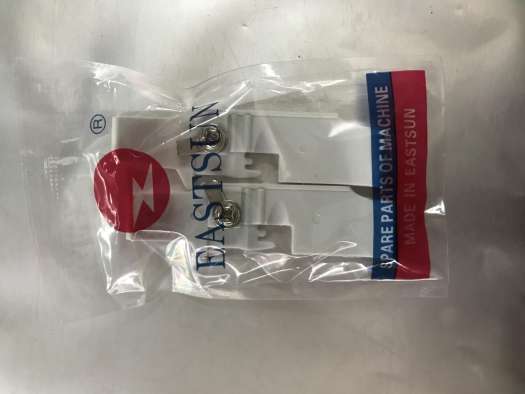 ®
EASTSUN
SPARE PARTS OF MACHINE
MADE IN EASTSUN